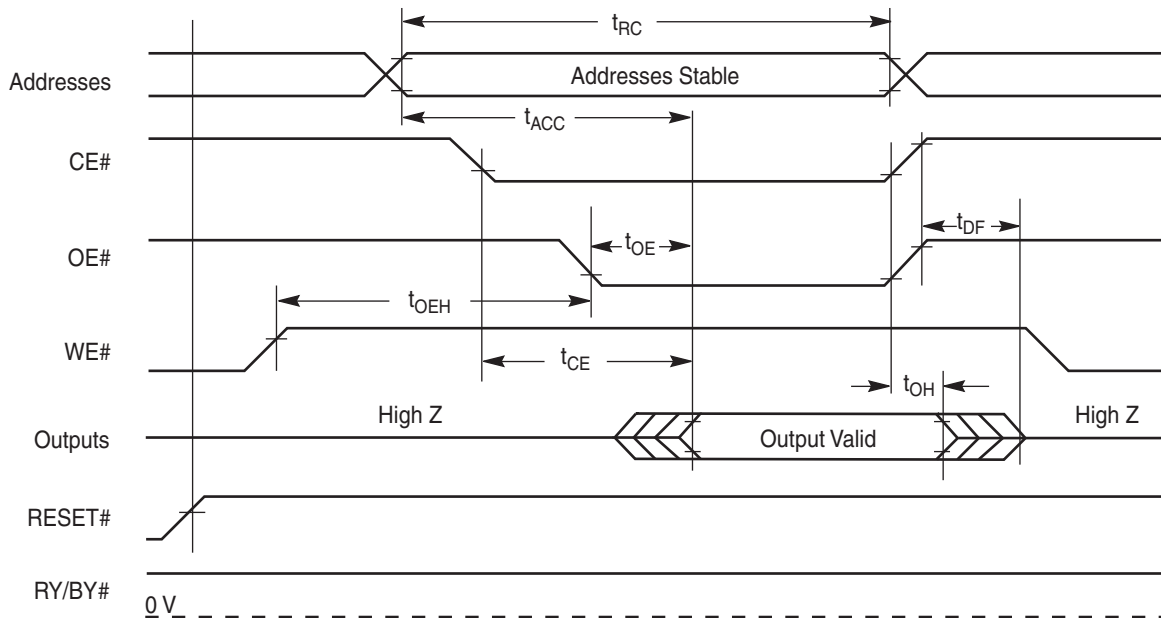 tRC
Addresses
Addresses Stable
tACC
CE#
OE#
tOE
tDF
tOEH
WE#
tCE
tOH
High Z
High Z
Outputs
Output Valid
RESET#
RY/BY#
0 V